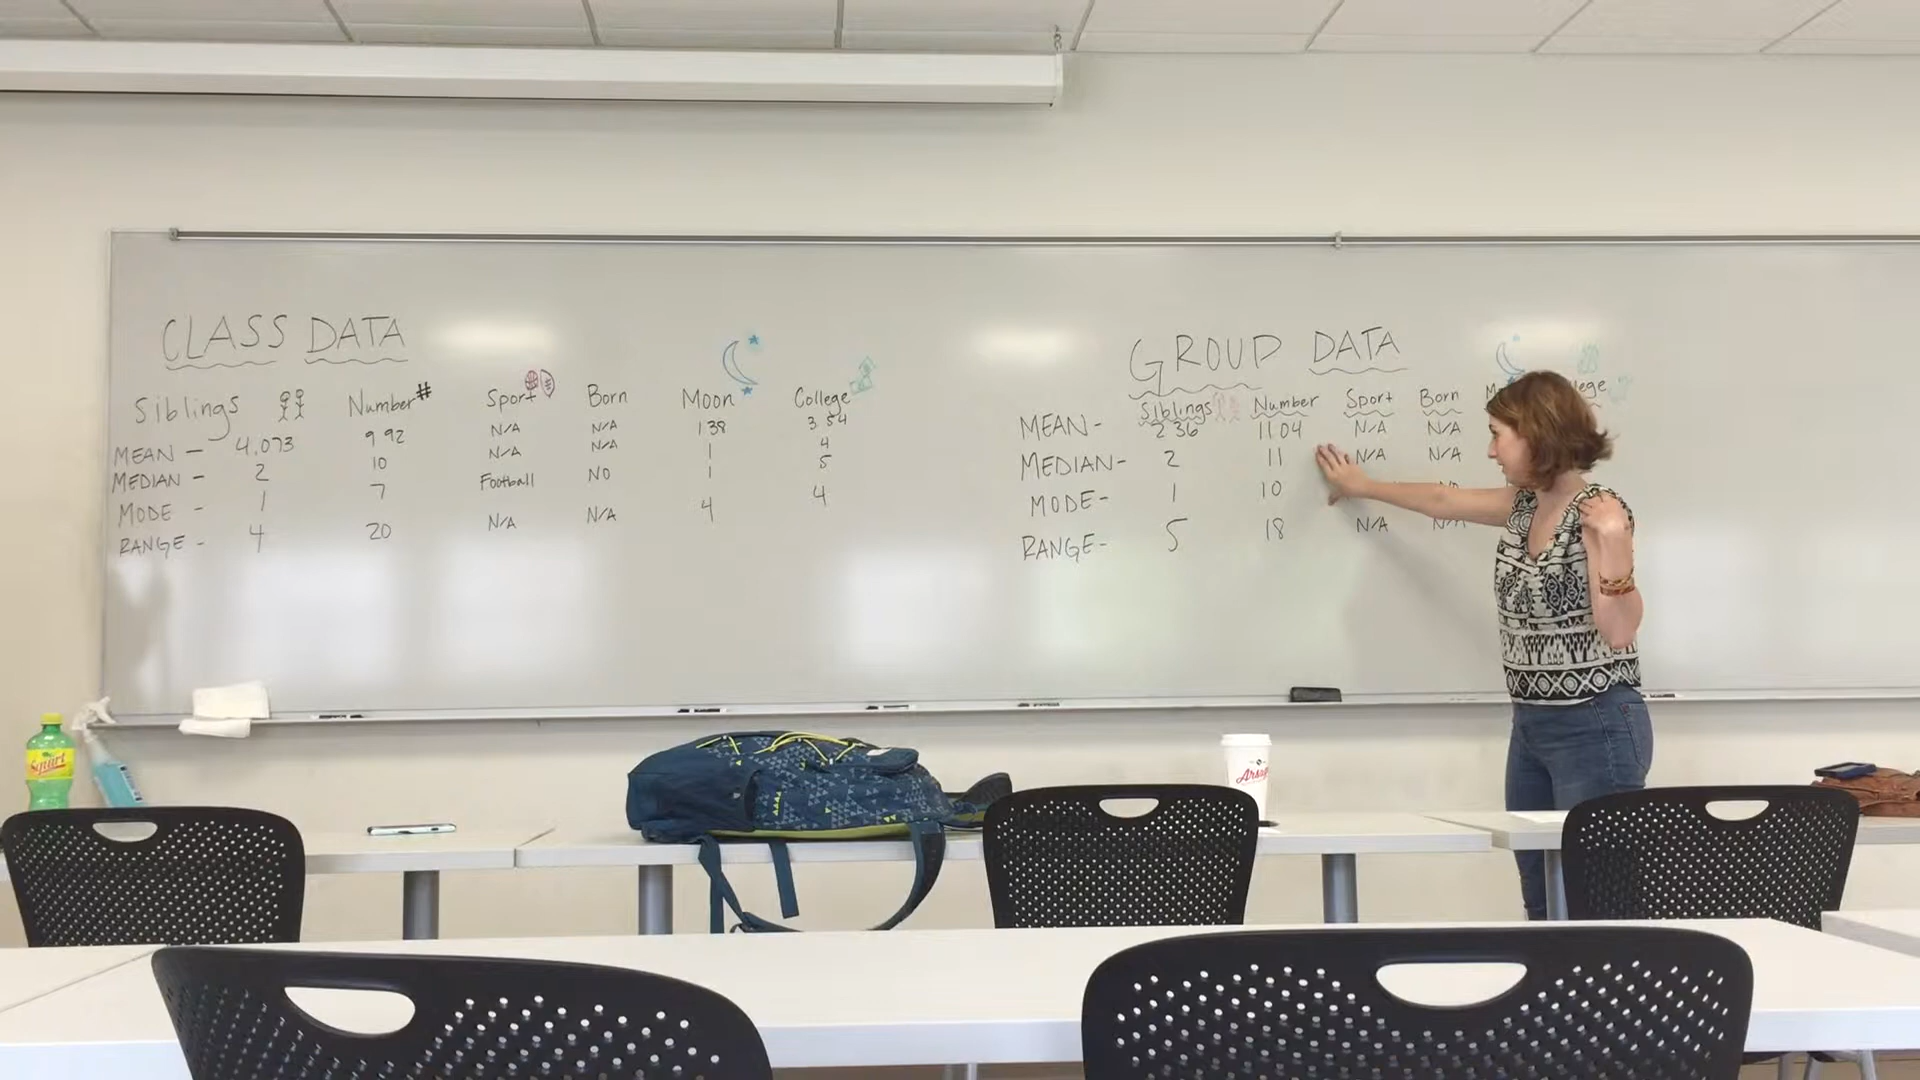 CLASS DATA
Siblings Number# Sport Born Moon College
MEAN - 4.073 9 92 N/A N/A 1 38 3 54
MEDIAN - 2 10 N/A N/A 1 4
MODE - 1 7 Football NO 1 5
RANGE - 4 20 N/A N/A 4 4
GROUP DATA
Siblings Number Sport Born
MEAN- 2 36 11 04 N/A N/A
MEDIAN- 2 11 N/A N/A
MODE- 1 10
RANGE- 5 18 N/A N/A
Squirt